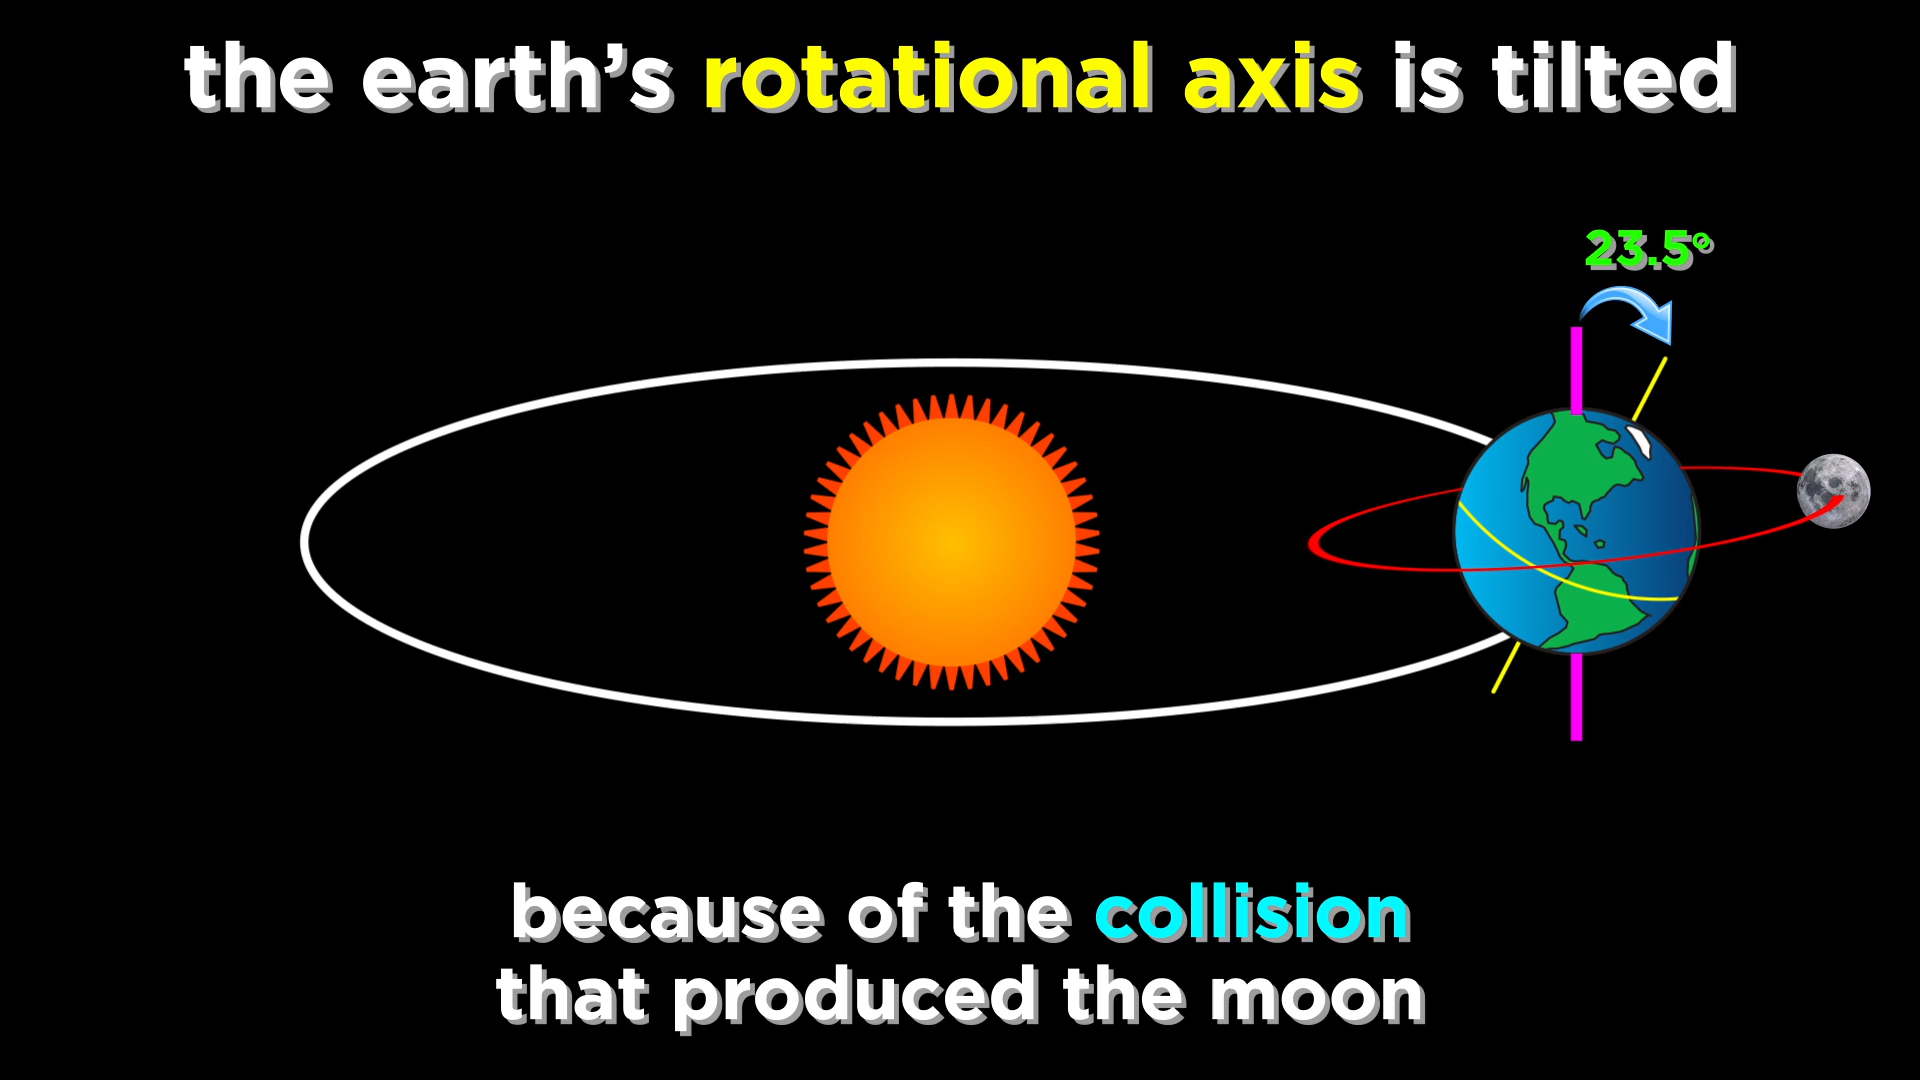 the earth’s rotational axis is tilted
23.5°
because of the collision
that produced the moon